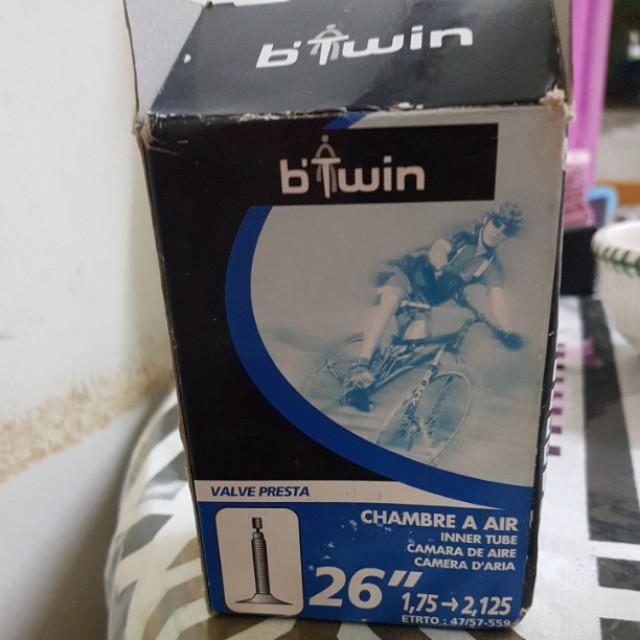 b'Twin
b'Twin
VALVE PRESTA
CHAMBRE A AIR
INNER TUBE
CAMARA DE AIRE
CAMERA D'ARIA
26"
1,75→2,125
ETRTO : 47/57-559